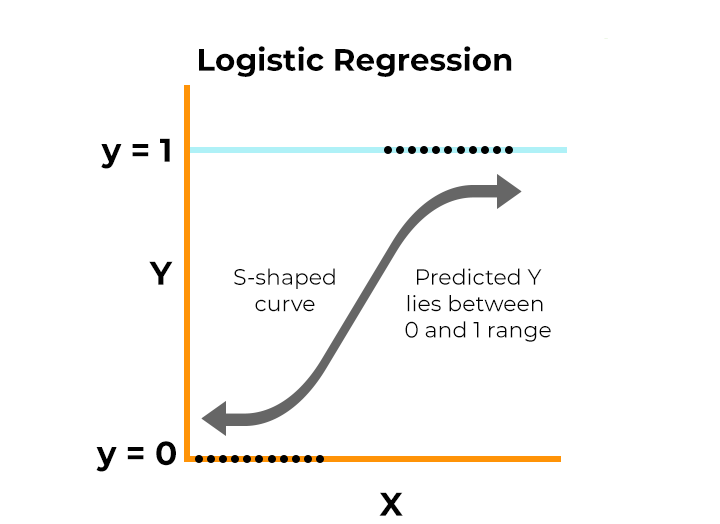 Logistic Regression
y = 1
Y
S-shaped
curve
Predicted Y
lies between
0 and 1 range
y = 0
X